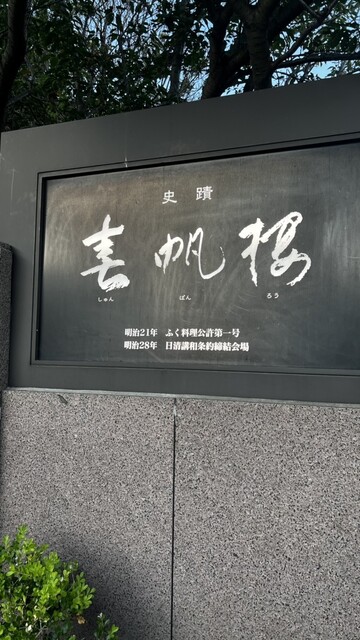 史蹟
春帆楼
しゅん ぱん ろう
明治21年 ふく料理公許第一号
明治28年 日清講和条約締結会場